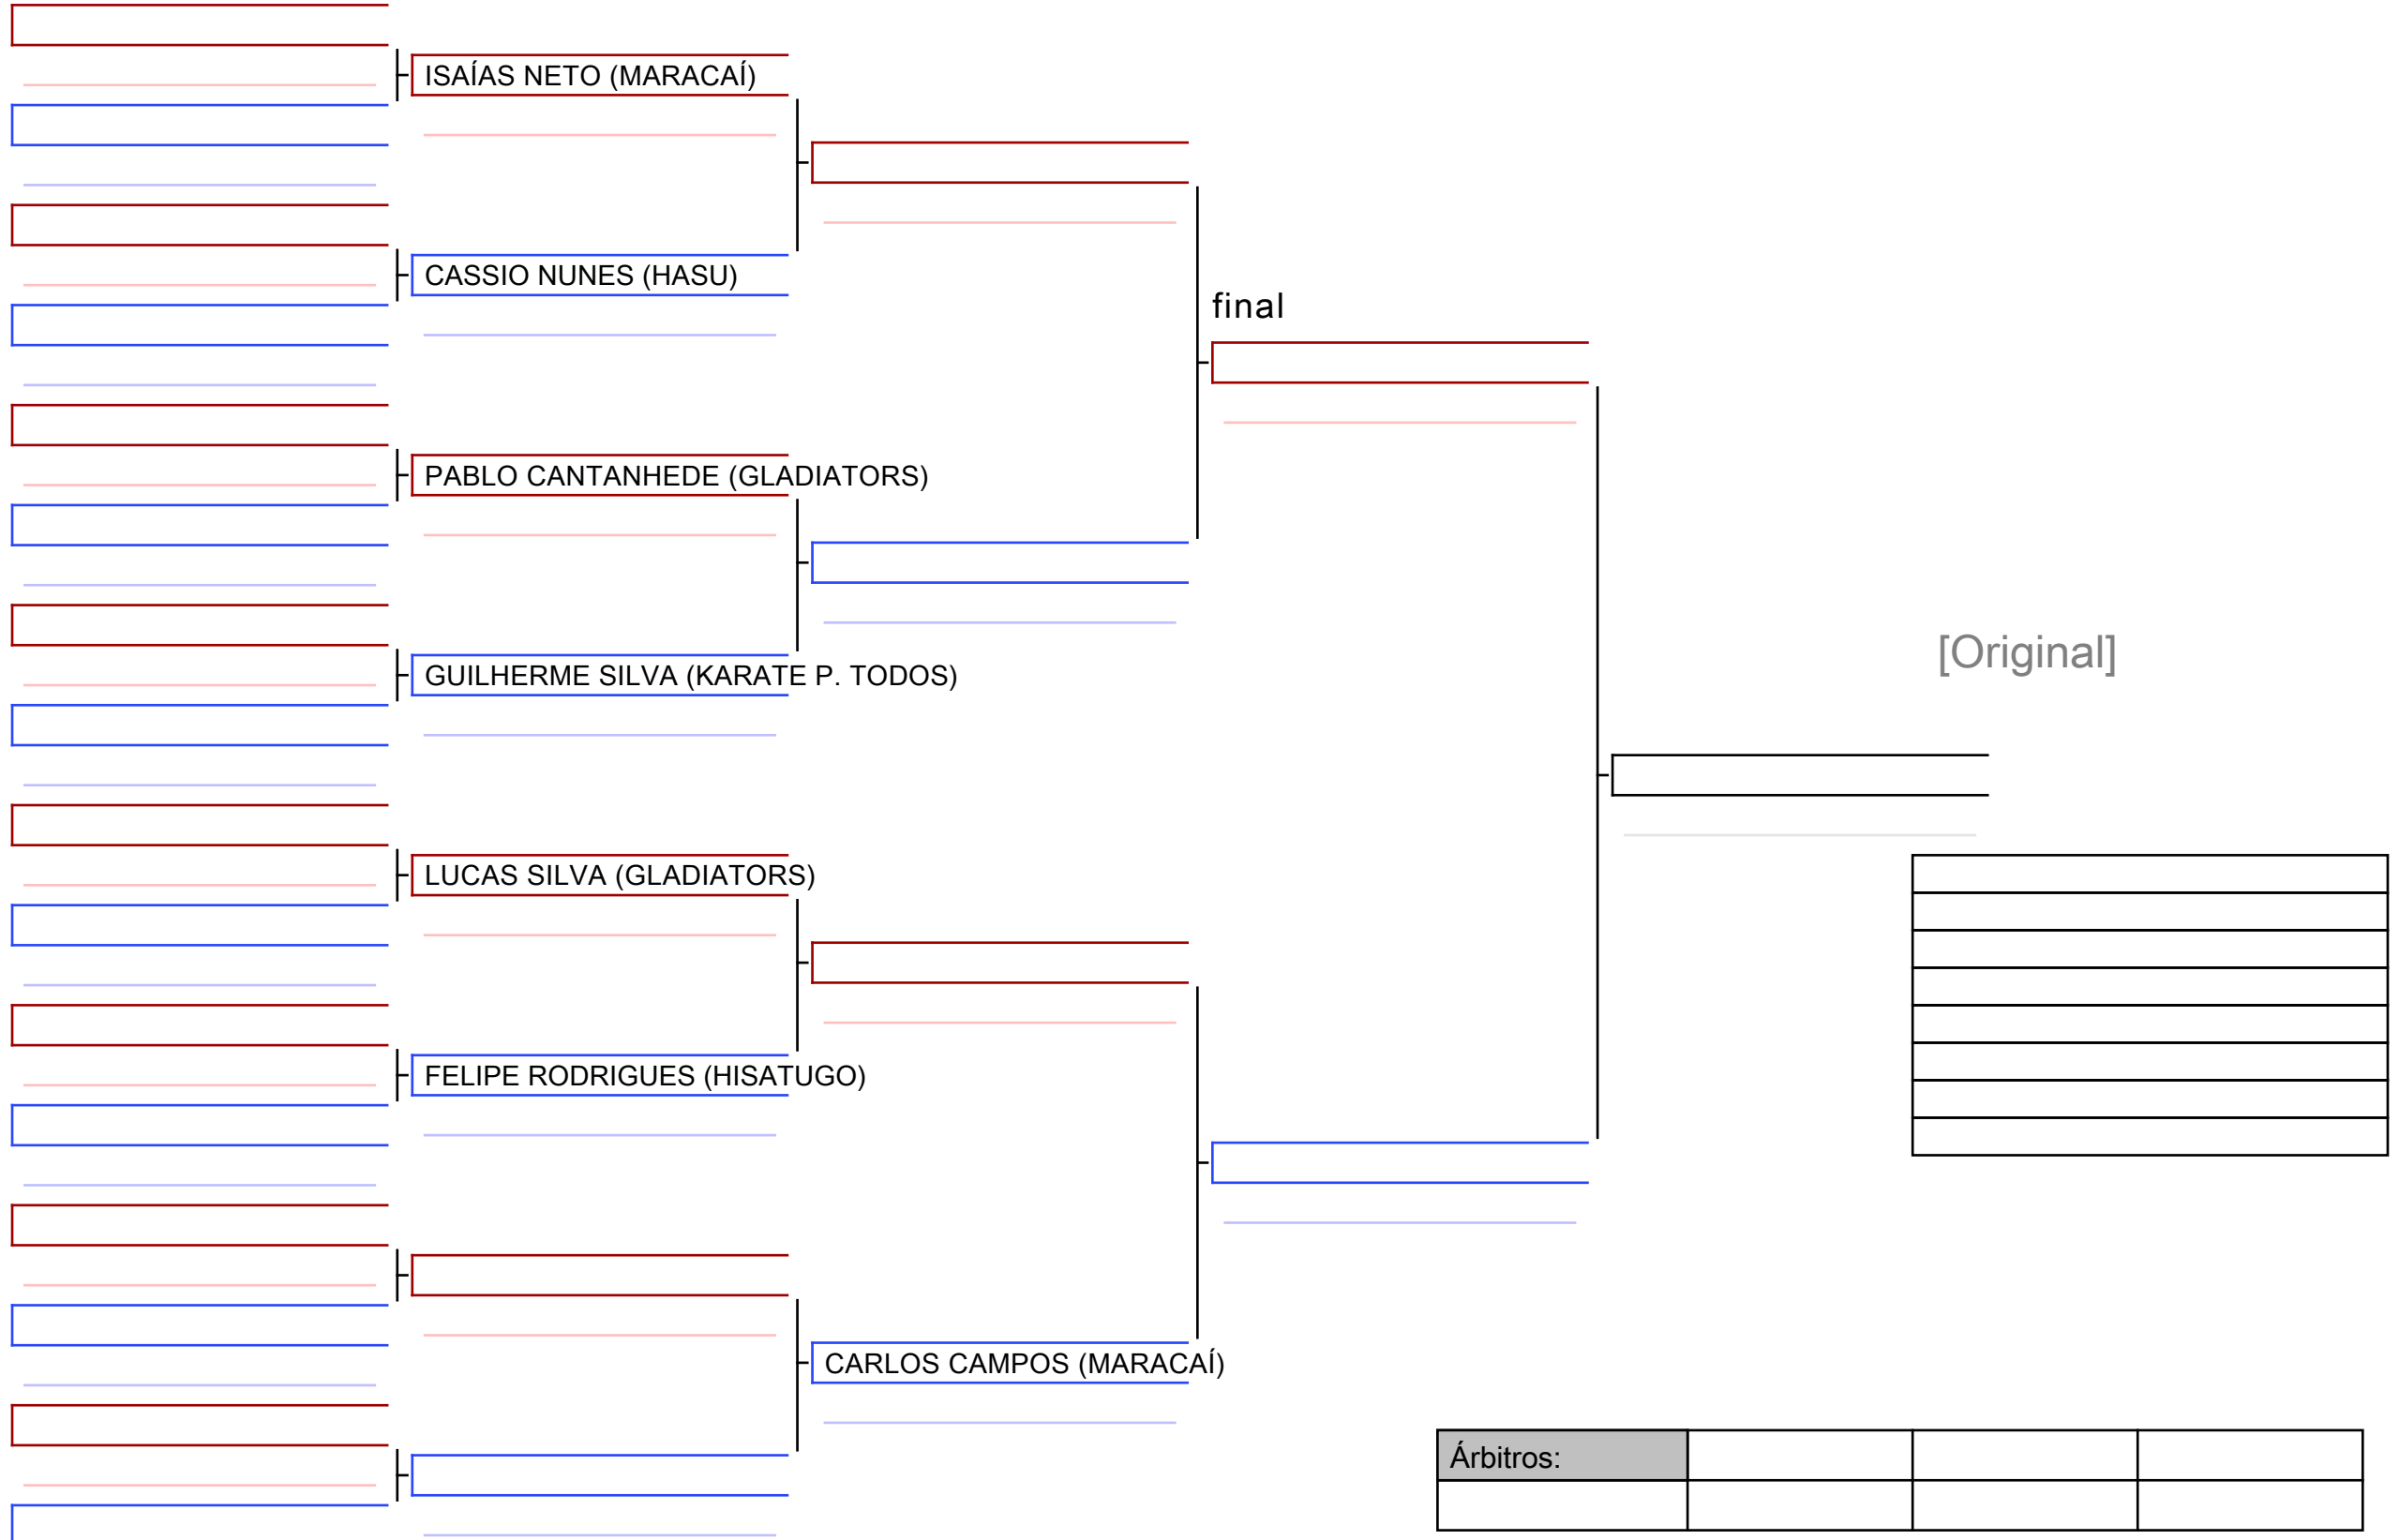 ISAÍAS NETO (MARACAÍ)
CASSIO NUNES (HASU)
final
PABLO CANTANHEDE (GLADIATORS)
GUILHERME SILVA (KARATE P. TODOS)
[Original]
LUCAS SILVA (GLADIATORS)
FELIPE RODRIGUES (HISATUGO)
CARLOS CAMPOS (MARACAÍ)
Árbitros: